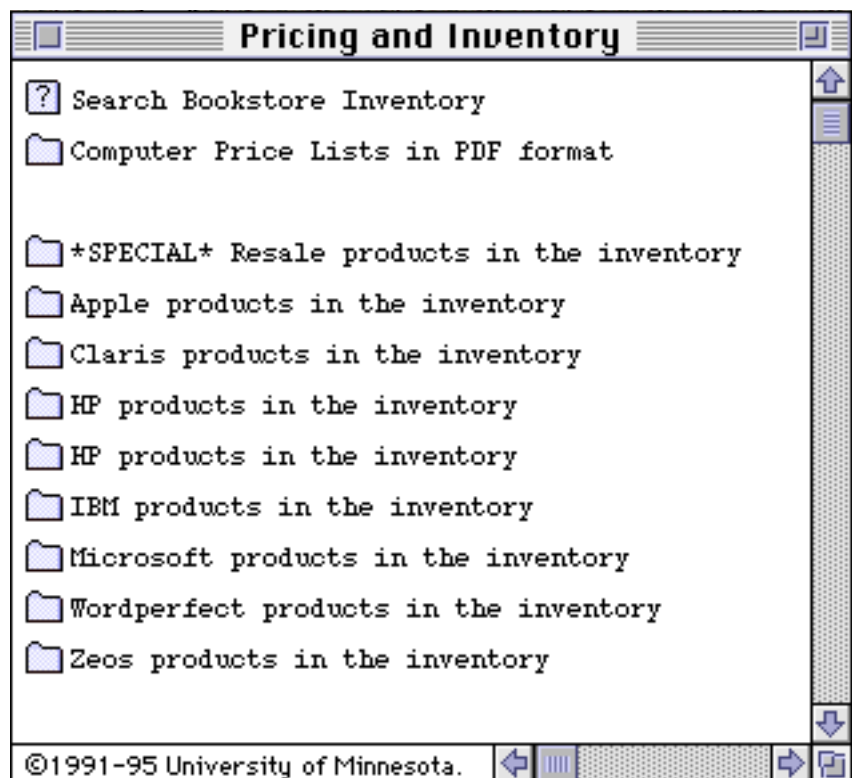 Pricing and Inventory
? Search Bookstore Inventory
Computer Price Lists in PDF format
*SPECIAL* Resale products in the inventory
Apple products in the inventory
Claris products in the inventory
HP products in the inventory
HP products in the inventory
IBM products in the inventory
Microsoft products in the inventory
Wordperfect products in the inventory
Zeos products in the inventory
©1991-95 University of Minnesota.